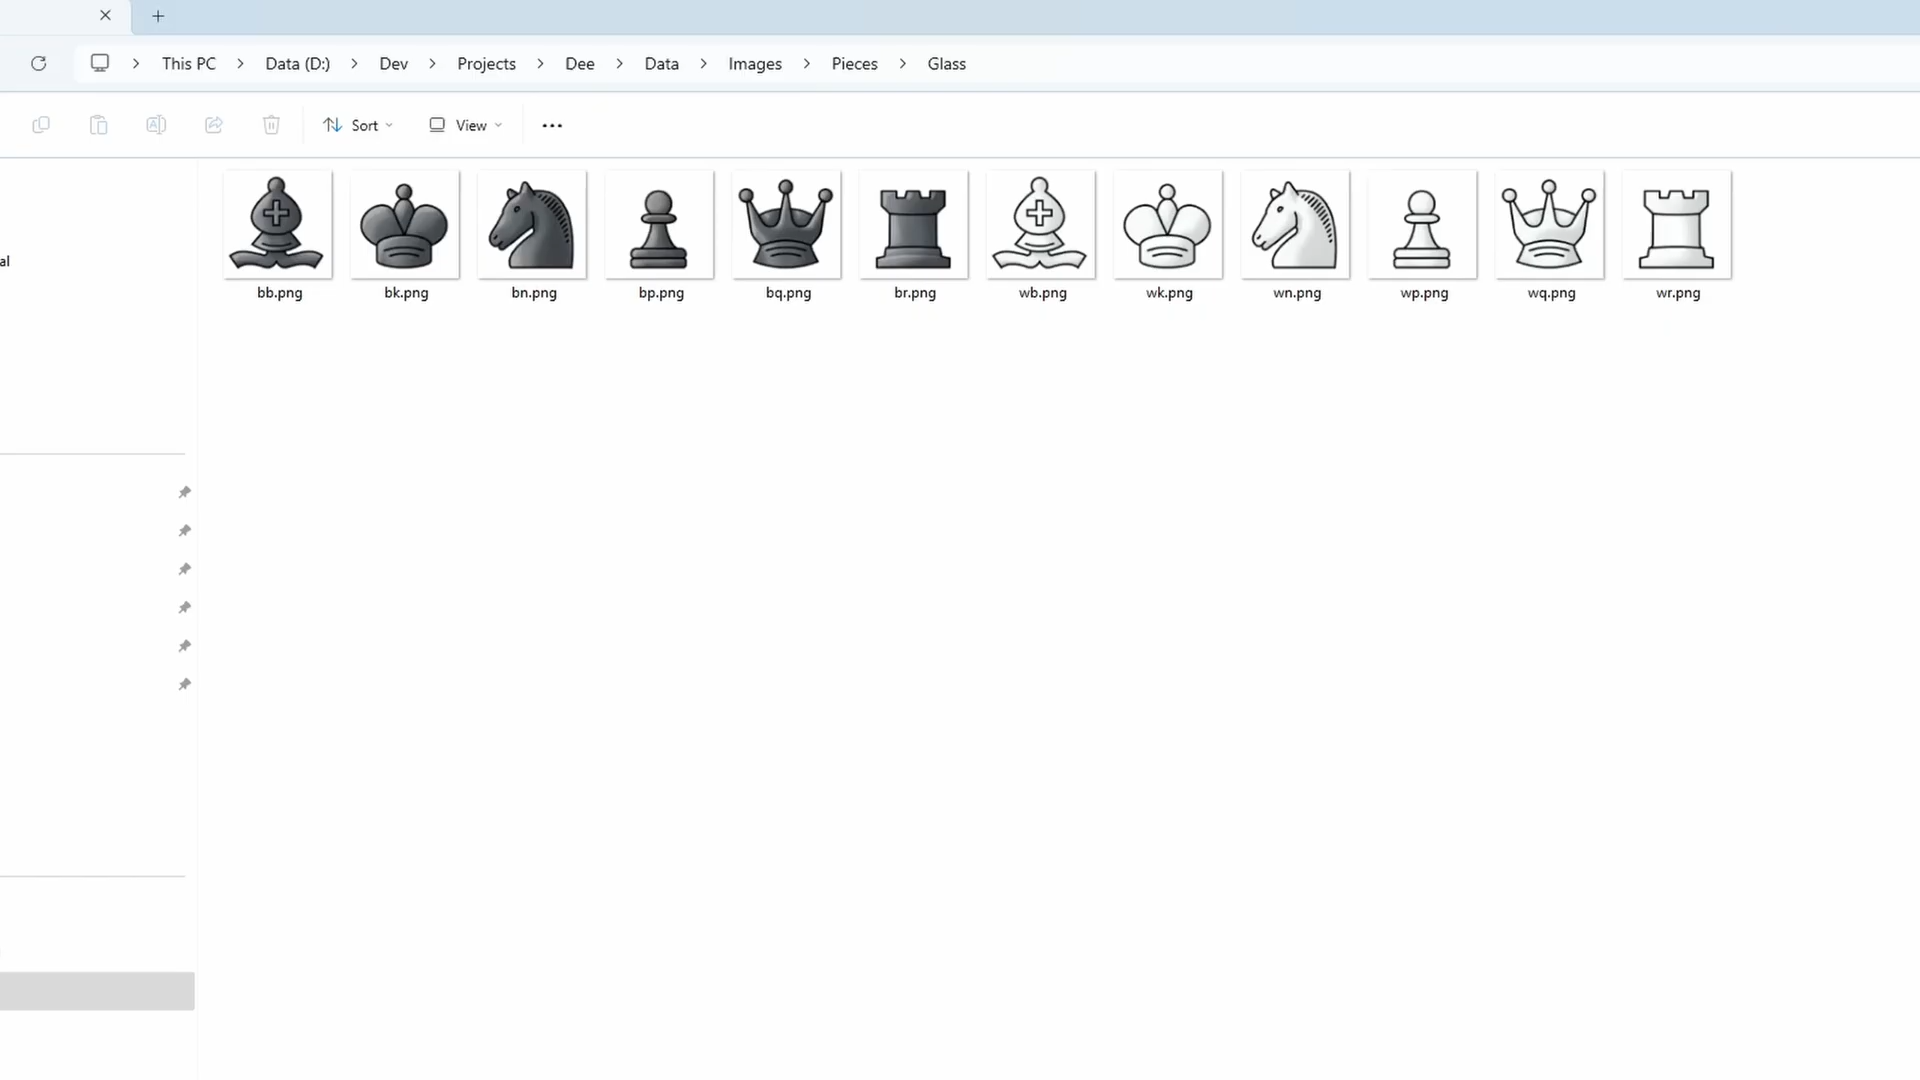 This PC Data (D:) Dev Projects Dee Data Images Pieces Glass
Sort View
al
bb.png bk.png bn.png bp.png bq.png br.png wb.png wk.png wn.png wp.png wq.png wr.png